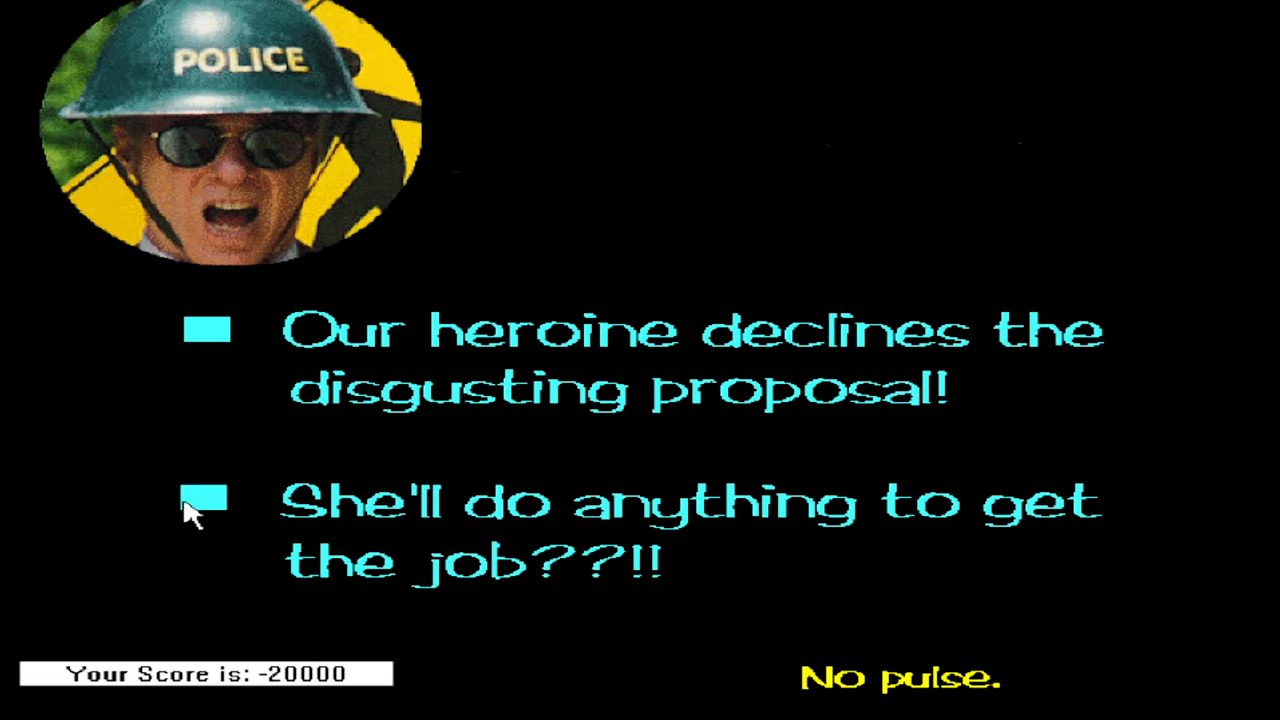 POLICE
Our heroine declines the
disgusting proposal!
She'll do anything to get
the job??!!
Your Score is: -20000
No pulse.